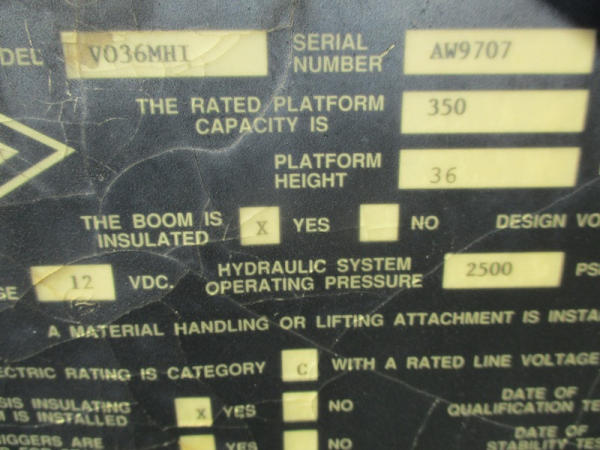 DEL VO36MHI SERIAL NUMBER AW9707
THE RATED PLATFORM CAPACITY IS 350
PLATFORM HEIGHT 36
THE BOOM IS INSULATED X YES NO DESIGN VO
GE 12 VDC. HYDRAULIC SYSTEM OPERATING PRESSURE 2500 PS
A MATERIAL HANDLING OR LIFTING ATTACHMENT IS INSTA
ECTRIC RATING IS CATEGORY C WITH A RATED LINE VOLTAGE
SIS INSULATING M IS INSTALLED X YES NO DATE OF QUALIFICATION TE
RIGGERS ARE YES NO DATE OF STABILITY TES